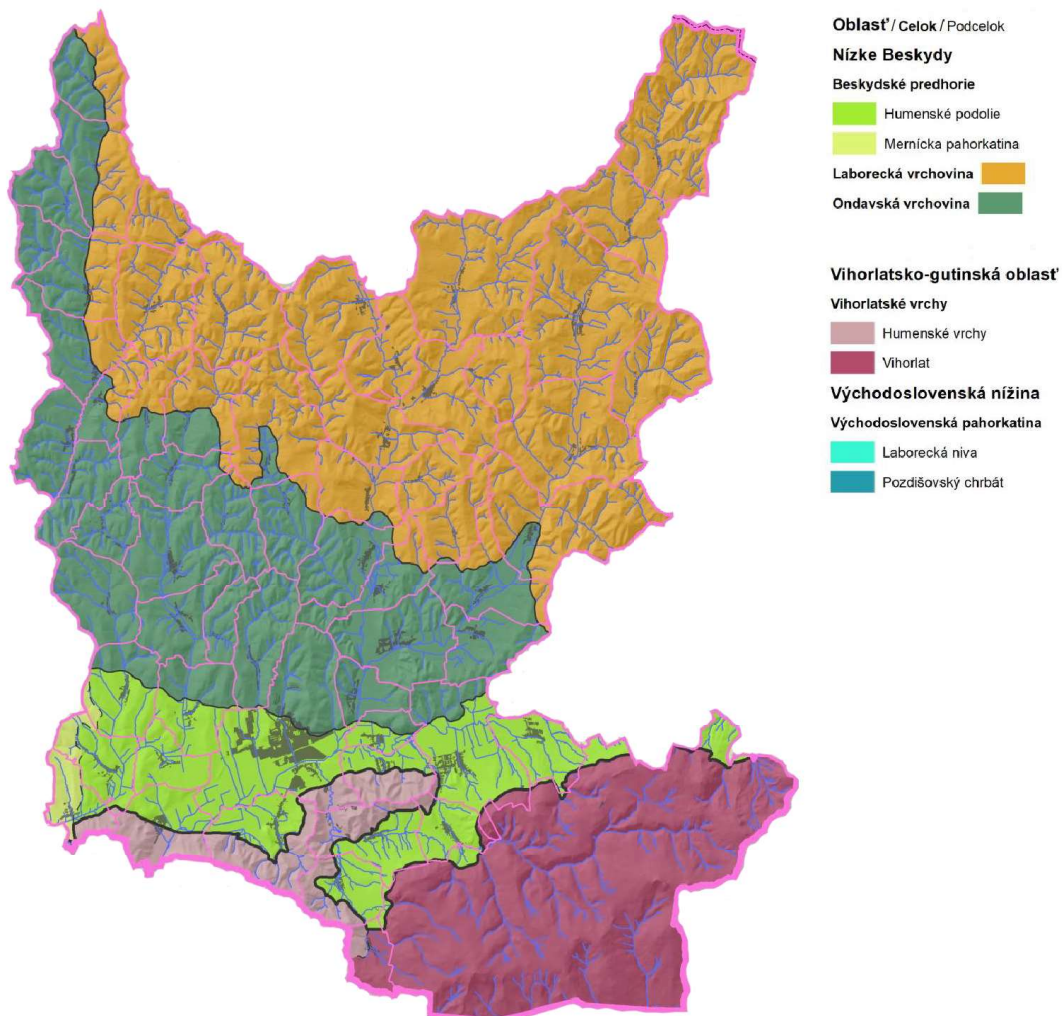 Oblasť / Celok / Podcelok
Nízke Beskydy
Beskydské predhorie
Humenské podolie
Mernícka pahorkatina
Laborecká vrchovina
Ondavská vrchovina
Vihorlatsko-gutinská oblasť
Vihorlatské vrchy
Humenské vrchy
Vihorlat
Východoslovenská nížina
Východoslovenská pahorkatina
Laborecká niva
Pozdišovský chrbát